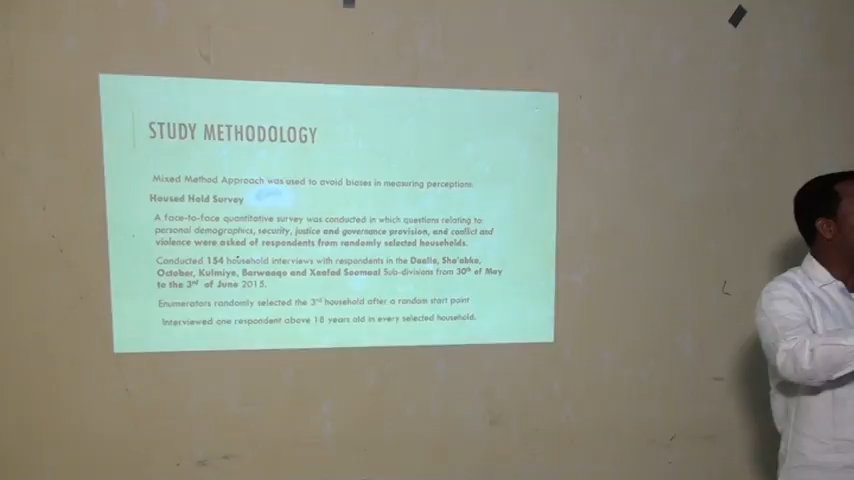 STUDY METHODOLOGY
Mixed Method Approach was used to avoid biases in measuring perceptions.
Housed Hold Survey
A face-to-face quantitative survey was conducted in which questions relating to
personal demographics, security, justice and governance provision, and conflict and
violence were asked of respondents from randomly selected households.
Conducted 154 household interviews with respondents in the Daalle, Sha'abka,
October, Kulmiye, Barwaaqo and Xaafad Soomaal Sub-divisions from 30th of May
to the 3rd of June 2015.
Enumerators randomly selected the 3rd household after a random start point
Interviewed one respondent above 18 years old in every selected household.